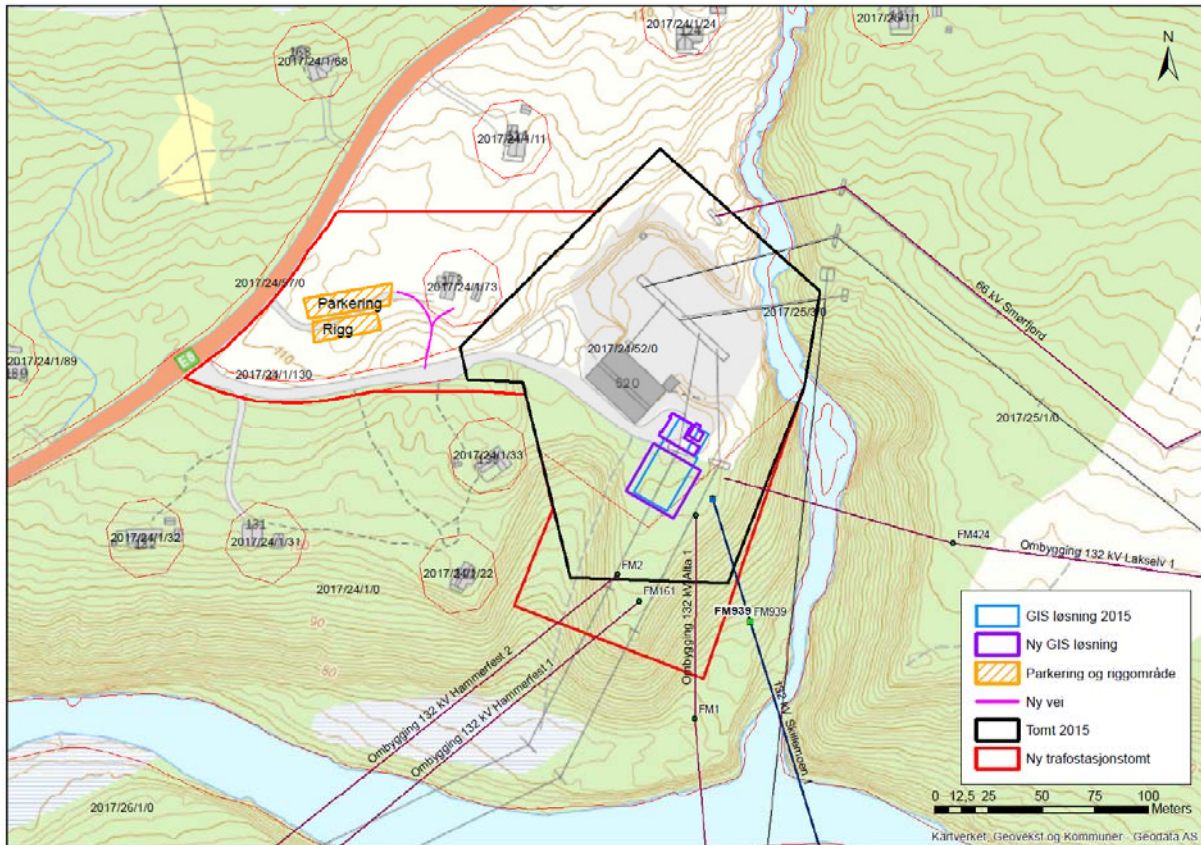 110
2017/24/1/24
124
2017/26/1/1
N
168
2017/24/1/68
2017/24/1/11
2017/24/57/0
2017/24/1/73
Parkering
Rigg
66 kV Smørfjord
2017/25/3/0
2017/24/52/0
520
E6
110
2017/24/1/130
2017/24/1/89
2017/25/1/0
2017/24/1/33
2017/24/1/32
131
2017/24/1/31
2017/24/1/22
2017/24/1/0
90
80
FM2
FM161
FM939
FM939
FM424
Ombygging 132 kV Lakselv 1
Ombygging 132 kV Alta 1
132 kV Skillemoen 1
Ombygging 132 kV Hammerfest 2
Ombygging 132 kV Hammerfest 1
FM1
2017/26/1/0
GIS løsning 2015
Ny GIS løsning
Parkering og riggområde
Ny vei
Tomt 2015
Ny trafostasjonstomt
0 12,5 25 50 75 100
Meters
Kartverket, Geovekst og Kommuner - Geodata AS